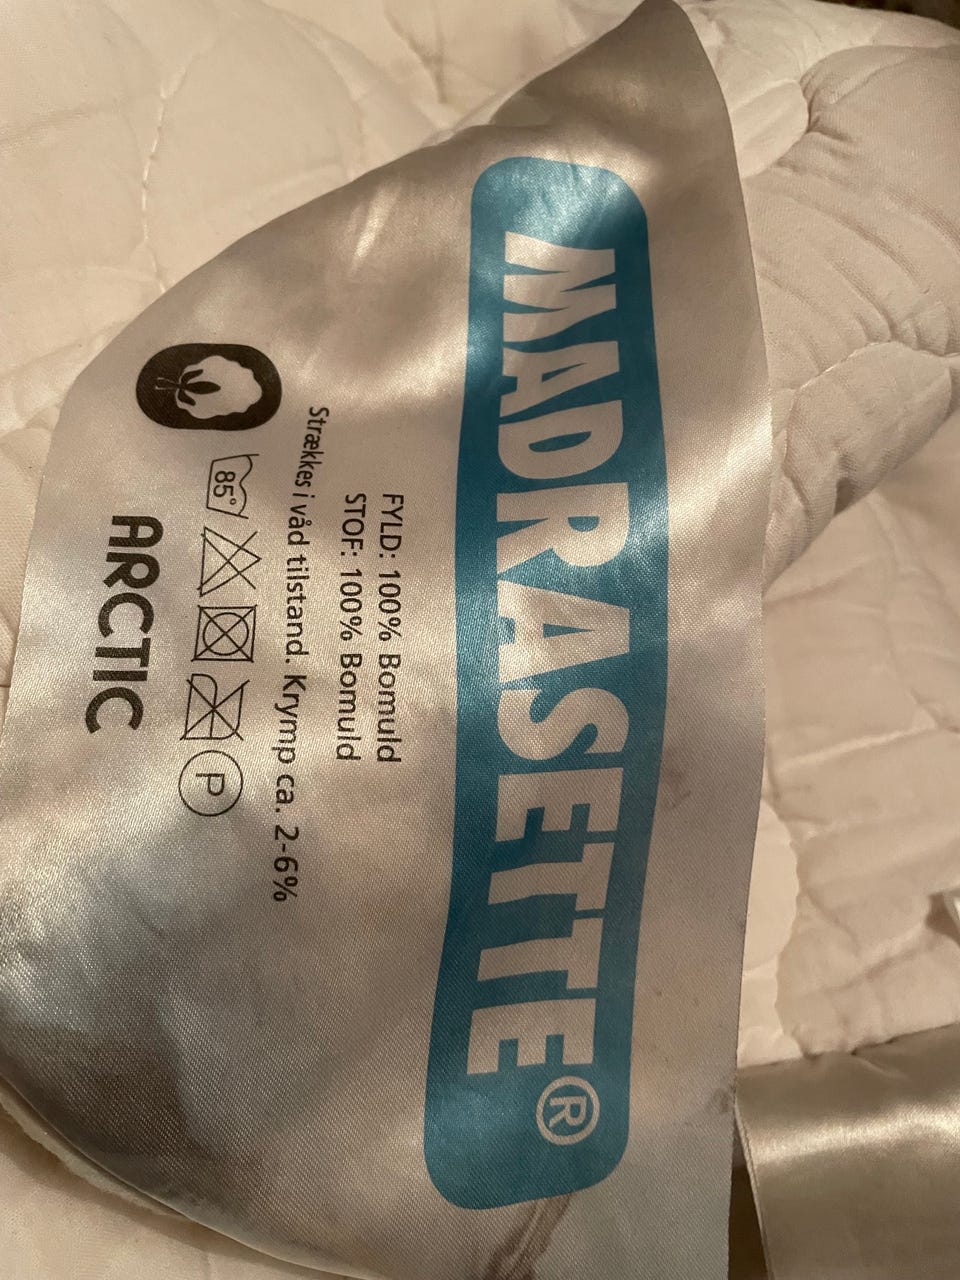 MADRASETTE®
FYLD: 100% Bomuld
STOF: 100% Bomuld
Strækkes i våd tilstand. Krymp ca. 2-6%
85° P
ARCTIC